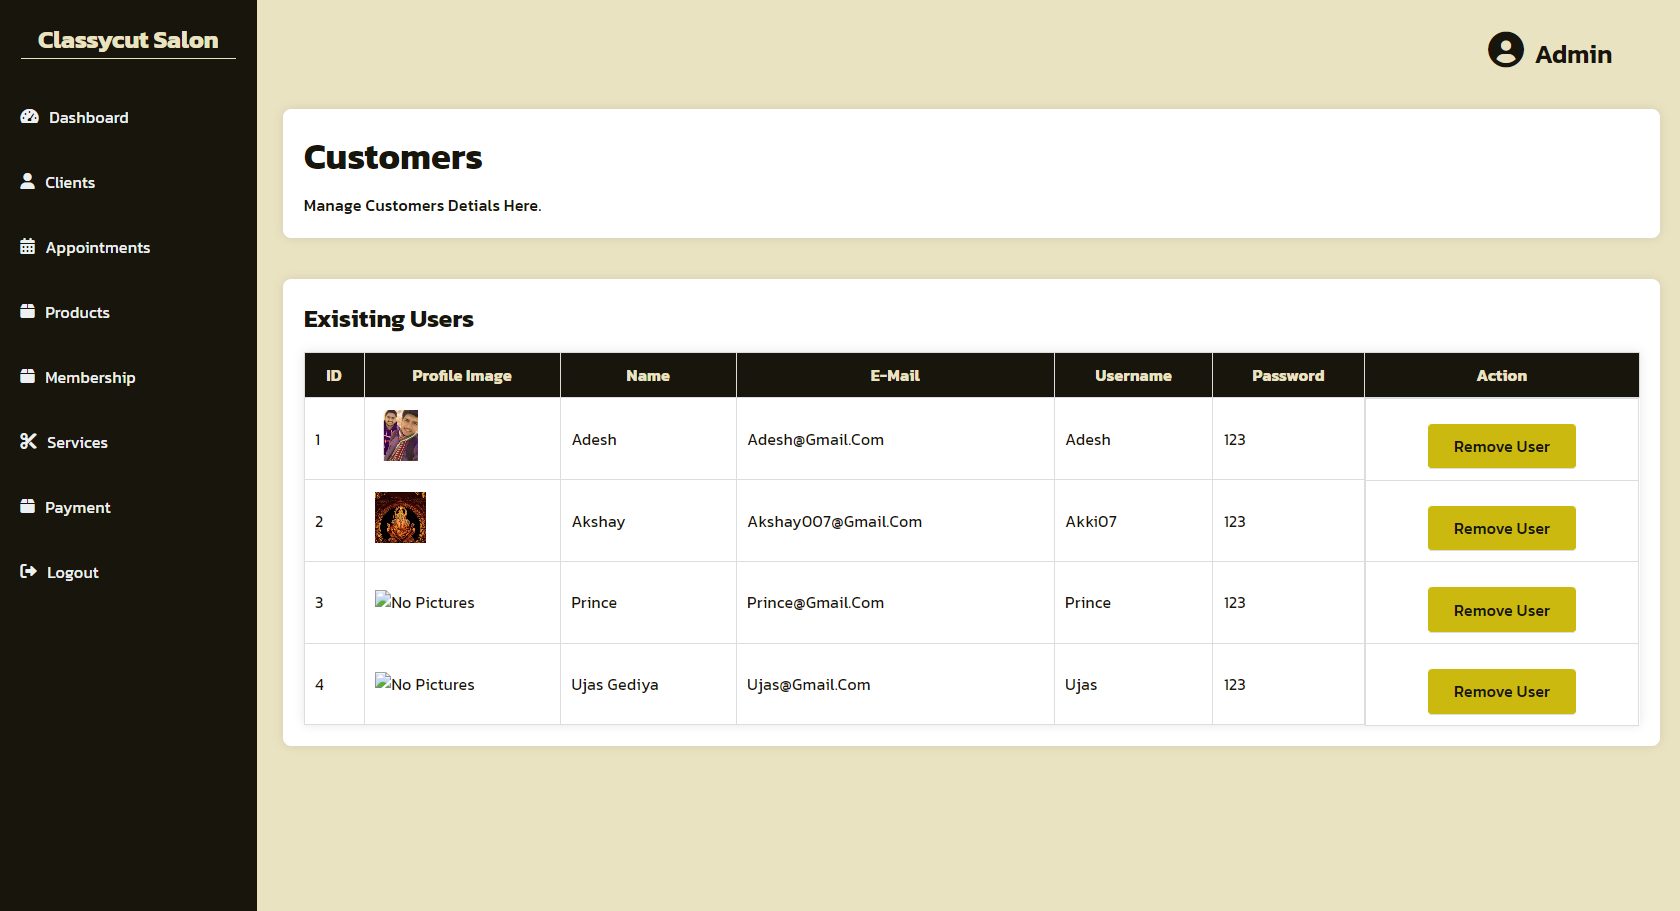 Classycut Salon
Admin
Dashboard
Clients
Appointments
Products
Membership
Services
Payment
Logout
Customers
Manage Customers Detials Here.
Exisiting Users
ID Profile Image Name E-Mail Username Password Action
1 Adesh Adesh@Gmail.Com Adesh 123 Remove User
2 Akshay Akshay007@Gmail.Com Akki07 123 Remove User
3 No Pictures Prince Prince@Gmail.Com Prince 123 Remove User
4 No Pictures Ujas Gediya Ujas@Gmail.Com Ujas 123 Remove User